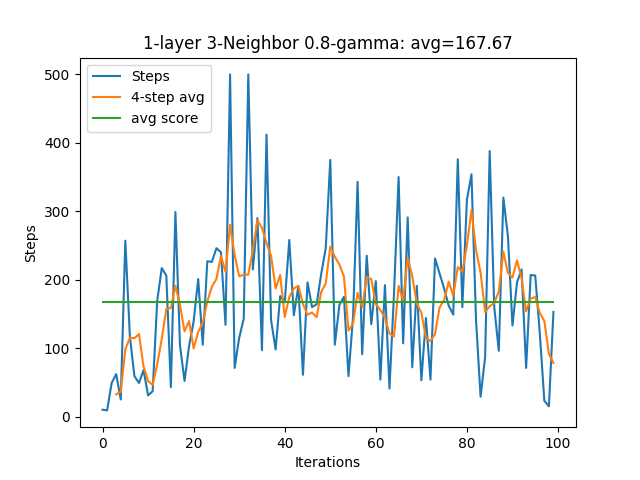 1-layer 3-Neighbor 0.8-gamma: avg=167.67
Steps
4-step avg
avg score
500
400
300
200
100
0
Steps
0 20 40 60 80 100
Iterations